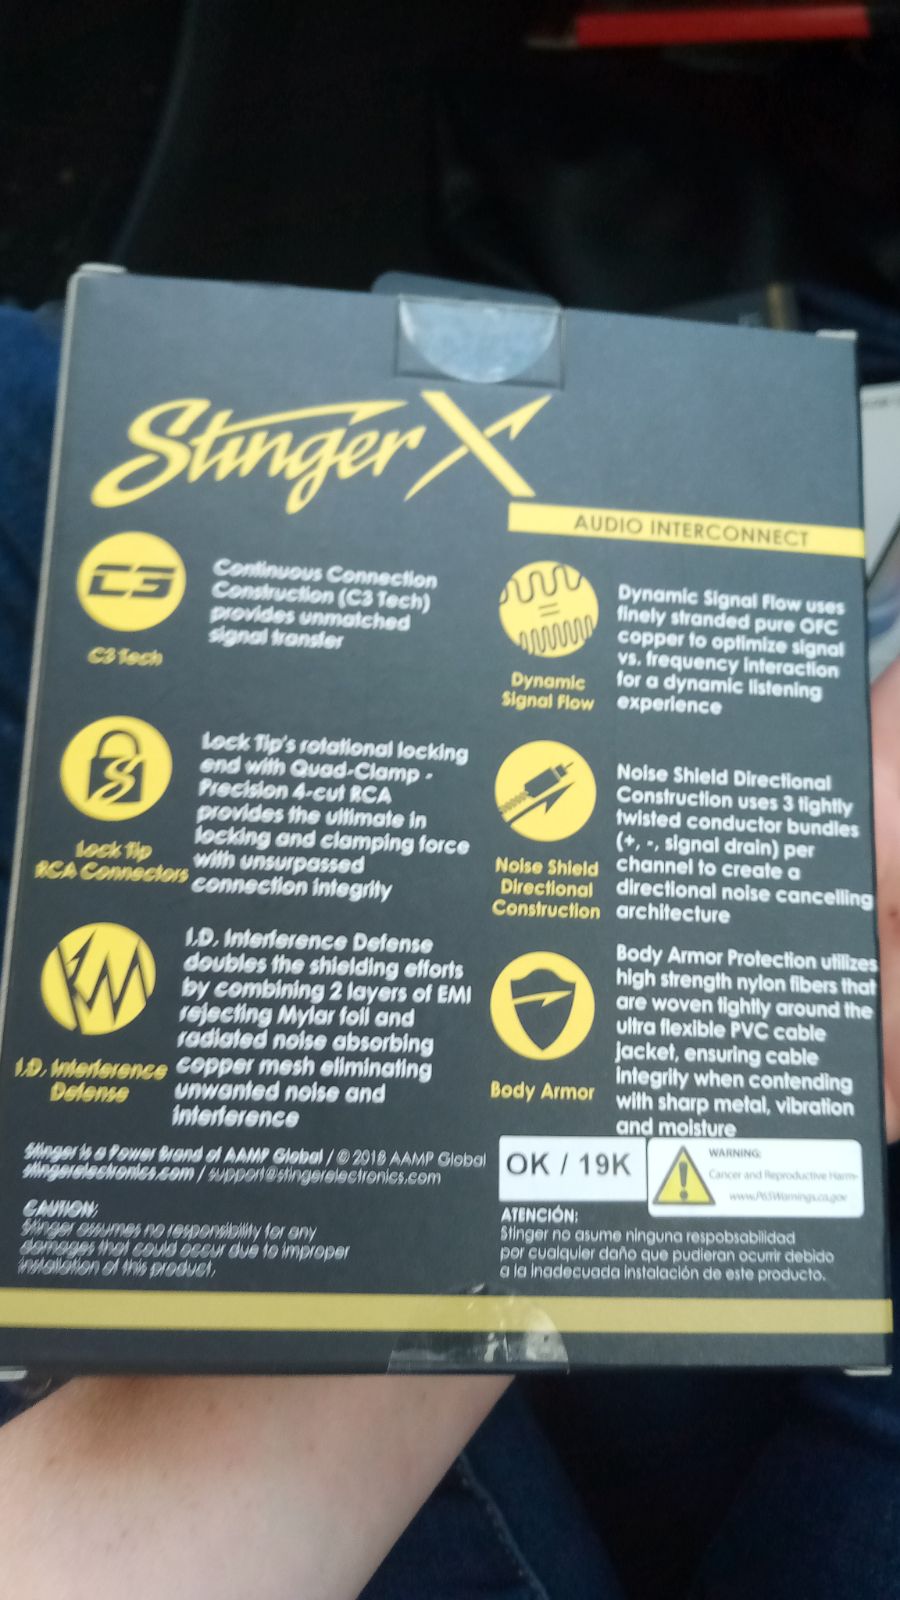 Stinger X
AUDIO INTERCONNECT
C3
C3 Tech
Continuous Connection
Construction (C3 Tech)
provides unmatched
signal transfer
Lock Tip
RCA Connectors
Lock Tip's rotational locking
end with Quad-Clamp -
Precision 4-cut RCA
provides the ultimate in
locking and clamping force
with unsurpassed
connection integrity
I.D. Interference
Defense
I.D. Interference Defense
doubles the shielding efforts
by combining 2 layers of EMI
rejecting Mylar foil and
radiated noise absorbing
copper mesh eliminating
unwanted noise and
interference
Dynamic
Signal Flow
Dynamic Signal Flow uses
finely stranded pure OFC
copper to optimize signal
vs. frequency interaction
for a dynamic listening
experience
Noise Shield
Directional
Construction
Noise Shield Directional
Construction uses 3 tightly
twisted conductor bundles
(+, -, signal drain) per
channel to create a
directional noise cancelling
architecture
Body Armor
Body Armor Protection utilizes
high strength nylon fibers that
are woven tightly around the
ultra flexible PVC cable
jacket, ensuring cable
integrity when contending
with sharp metal, vibration
and moisture
Stinger is a Power Brand of AAMP Global / © 2018 AAMP Global
stingerelectronics.com / support@stingerelectronics.com
CAUTION:
Stinger assumes no responsibility for any
damages that could occur due to improper
installation of this product.
OK / 19K
WARNING:
Cancer and Reproductive Harm-
www.P65Warnings.ca.gov
ATENCIÓN:
Stinger no asume ninguna respobsabilidad
por cualquier daño que pudieran ocurrir debido
a la inadecuada instalación de este producto.